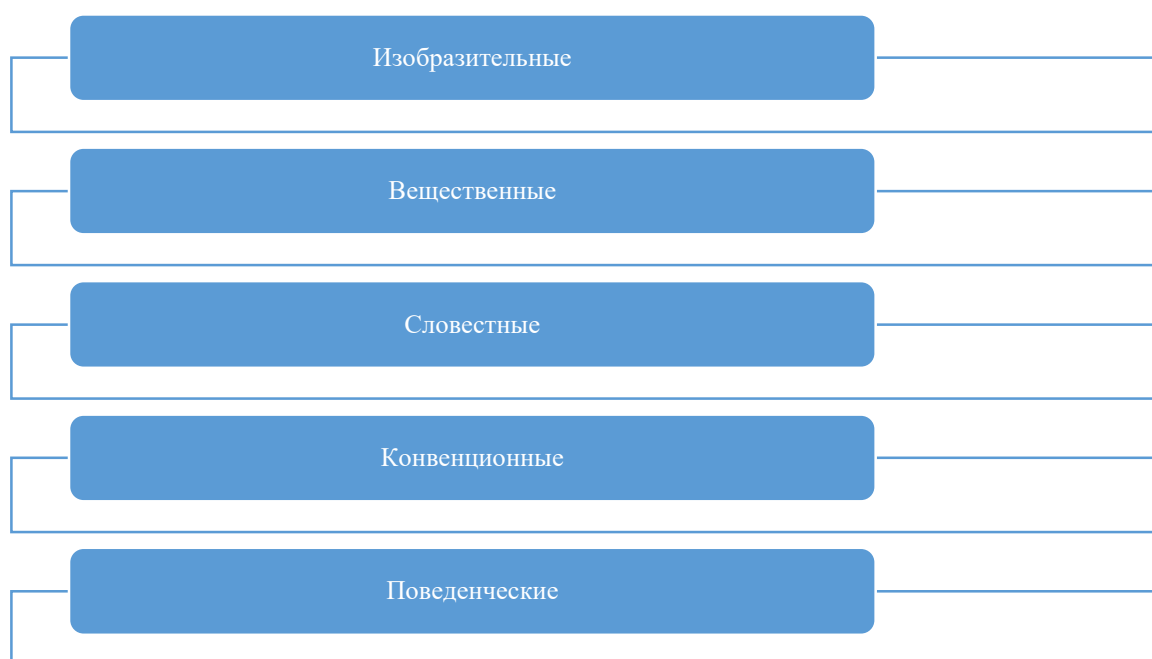 Изобразительные
Вещественные
Словестные
Конвенционные
Поведенческие